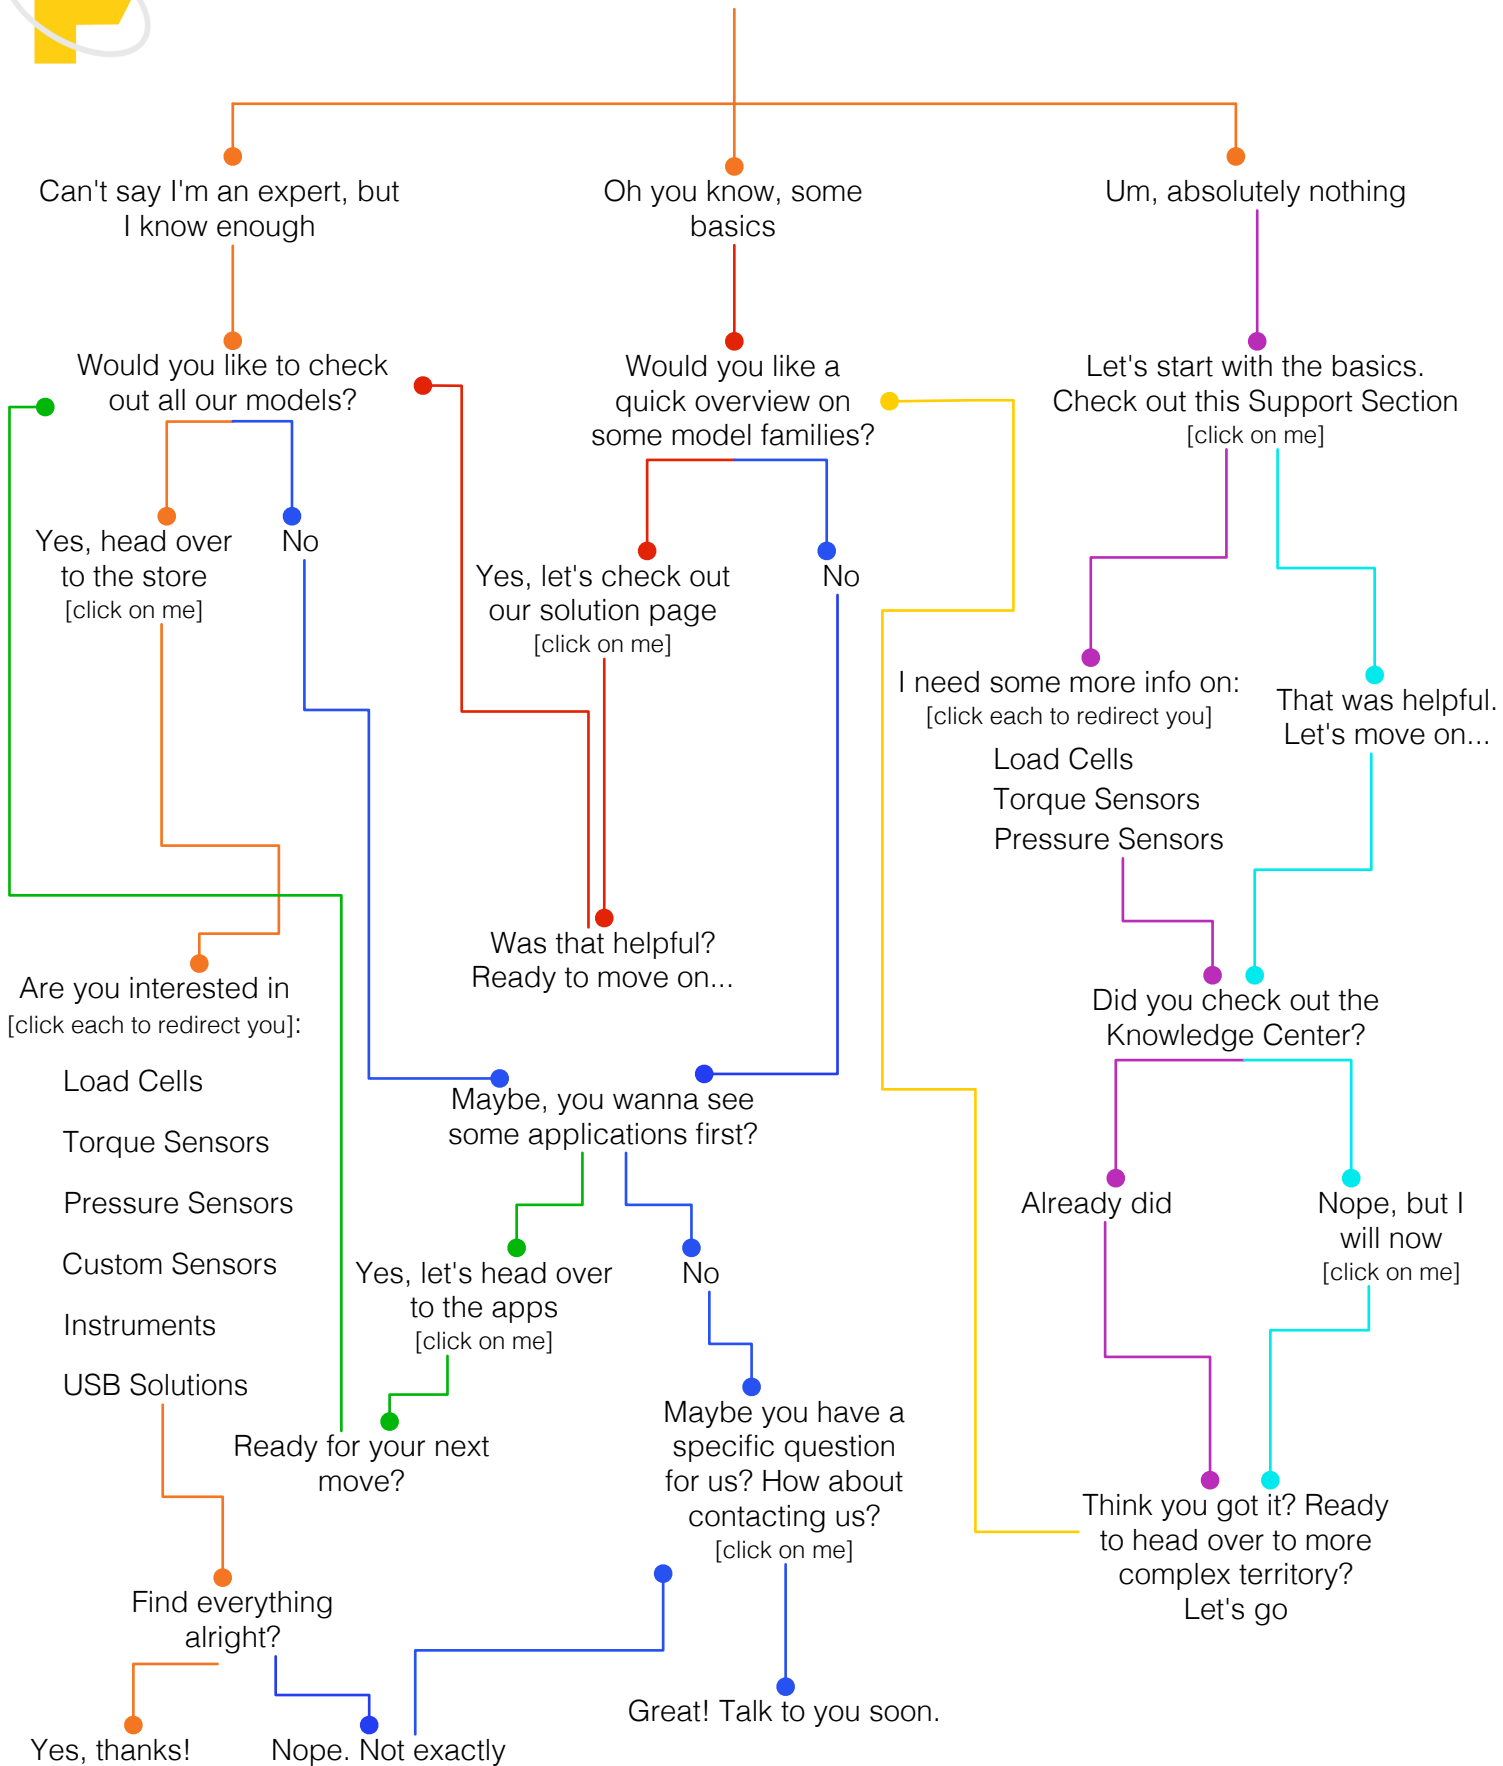 Can't say I'm an expert, but
I know enough
Oh you know, some
basics
Um, absolutely nothing
Would you like to check
out all our models?
Would you like a
quick overview on
some model families?
Let's start with the basics.
Check out this Support Section
[click on me]
Yes, head over
to the store
[click on me]
No
Yes, let's check out
our solution page
[click on me]
No
I need some more info on:
[click each to redirect you]
Load Cells
Torque Sensors
Pressure Sensors
That was helpful.
Let's move on...
Was that helpful?
Ready to move on...
Are you interested in
[click each to redirect you]:
Load Cells
Torque Sensors
Pressure Sensors
Custom Sensors
Instruments
USB Solutions
Did you check out the
Knowledge Center?
Maybe, you wanna see
some applications first?
Already did
Nope, but I
will now
[click on me]
Yes, let's head over
to the apps
[click on me]
No
Ready for your next
move?
Maybe you have a
specific question
for us? How about
contacting us?
[click on me]
Think you got it? Ready
to head over to more
complex territory?
Let's go
Find everything
alright?
Great! Talk to you soon.
Yes, thanks!
Nope. Not exactly